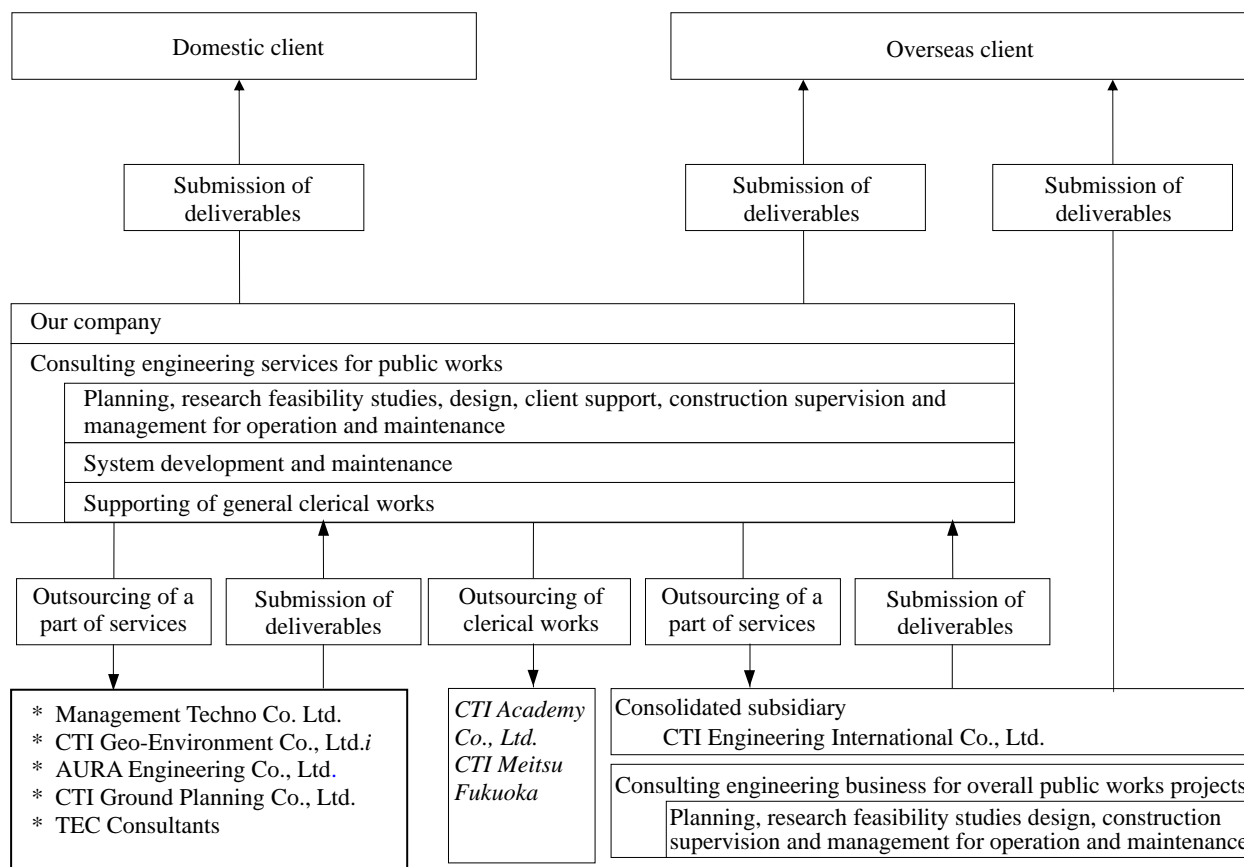 Domestic client
Overseas client
Submission of
deliverables
Submission of
deliverables
Submission of
deliverables
Our company
Consulting engineering services for public works
Planning, research feasibility studies, design, client support, construction supervision and
management for operation and maintenance
System development and maintenance
Supporting of general clerical works
Outsourcing of a
part of services
Submission of
deliverables
Outsourcing of
clerical works
Outsourcing of a
part of services
Submission of
deliverables
* Management Techno Co. Ltd.
* CTI Geo-Environment Co., Ltd.i
* AURA Engineering Co., Ltd.
* CTI Ground Planning Co., Ltd.
* TEC Consultants
CTI Academy
Co., Ltd.
CTI Meitsu
Fukuoka
Consolidated subsidiary
CTI Engineering International Co., Ltd.
Consulting engineering business for overall public works projects
Planning, research feasibility studies design, construction
supervision and management for operation and maintenance